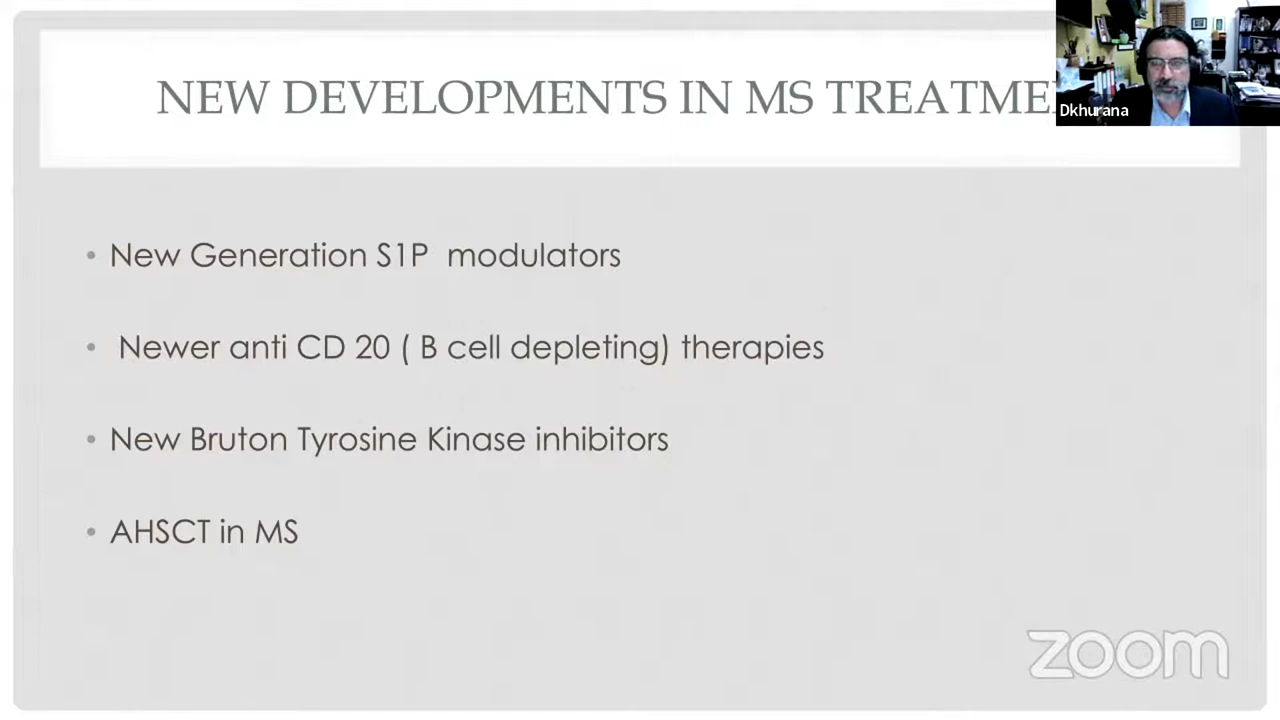 NEW DEVELOPMENTS IN MS TREATME
Dkhurana
• New Generation S1P modulators
• Newer anti CD 20 ( B cell depleting) therapies
• New Bruton Tyrosine Kinase inhibitors
• AHSCT in MS
zoom